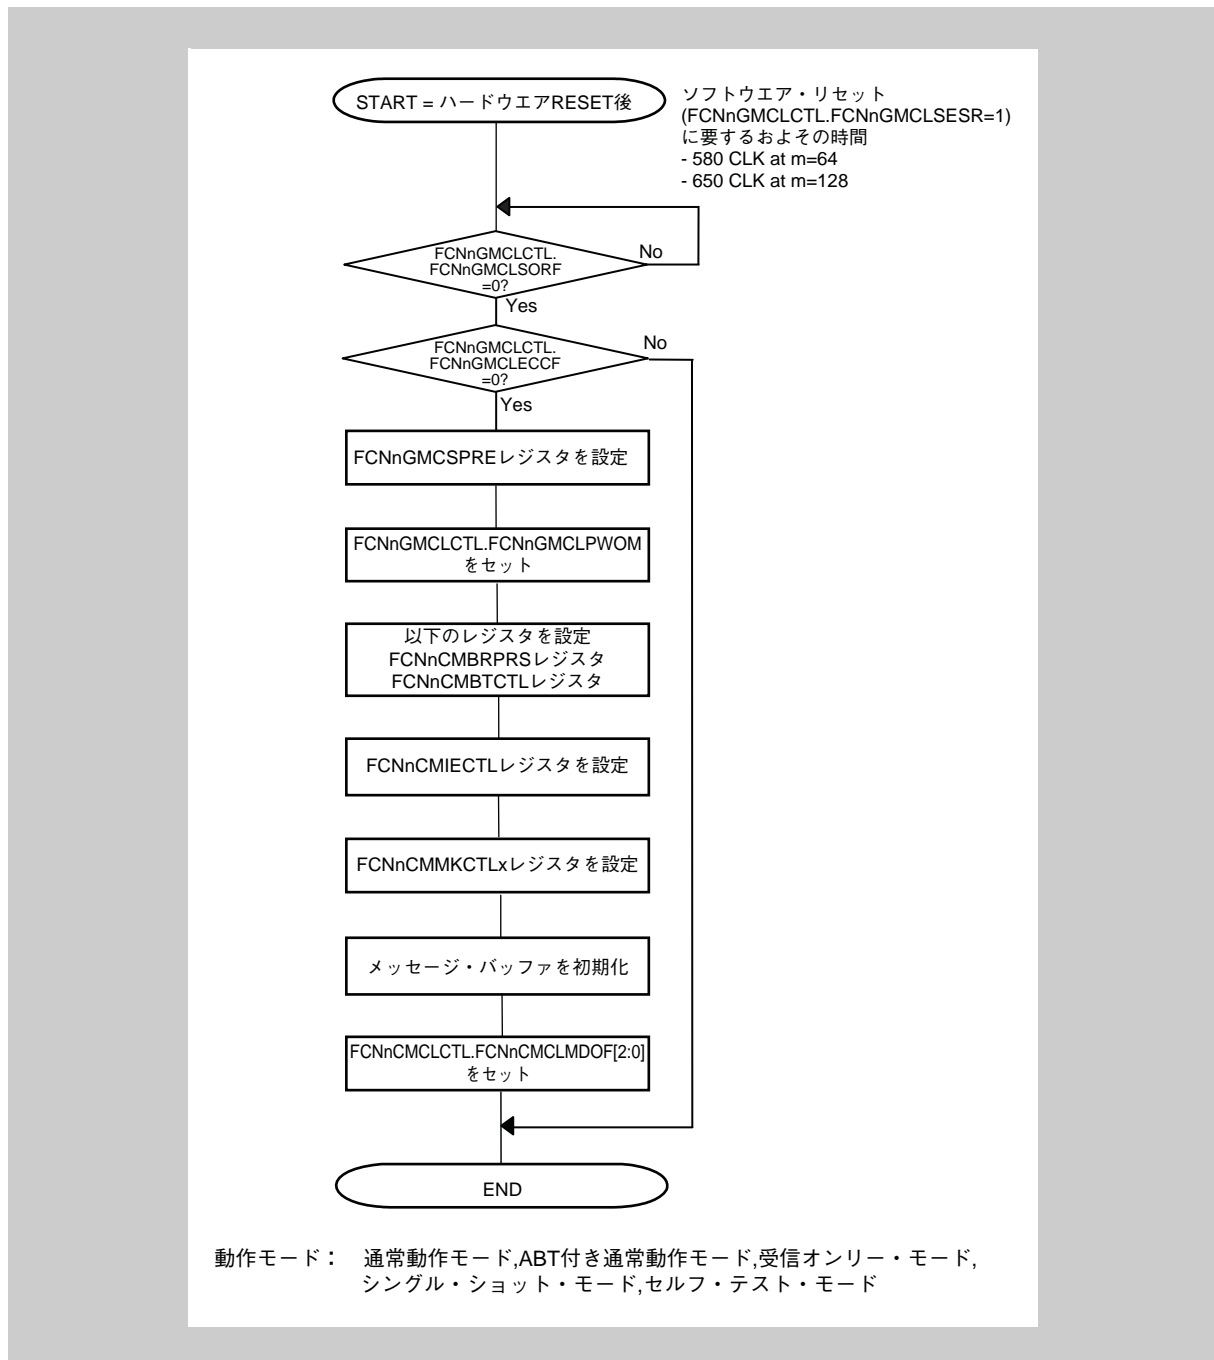 START = ハードウエアRESET後
ソフトウエア・リセット
(FCNnGMCLCTL.FCNnGMCLSESR=1)
に要するおよその時間
- 580 CLK at m=64
- 650 CLK at m=128
FCNnGMCLCTL.
FCNnGMCLSORF
=0?
No
Yes
FCNnGMCLCTL.
FCNnGMCLECCF
=0?
No
Yes
FCNnGMCSPREレジスタを設定
FCNnGMCLCTL.FCNnGMCLPWOM
をセット
以下のレジスタを設定
FCNnCMBRPRSレジスタ
FCNnCMBTCTLレジスタ
FCNnCMIECTLレジスタを設定
FCNnCMMKCTLxレジスタを設定
メッセージ・バッファを初期化
FCNnCMCLCTL.FCNnCMCLMDOF[2:0]
をセット
END
動作モード： 通常動作モード,ABT付き通常動作モード,受信オンリー・モード,
シングル・ショット・モード,セルフ・テスト・モード